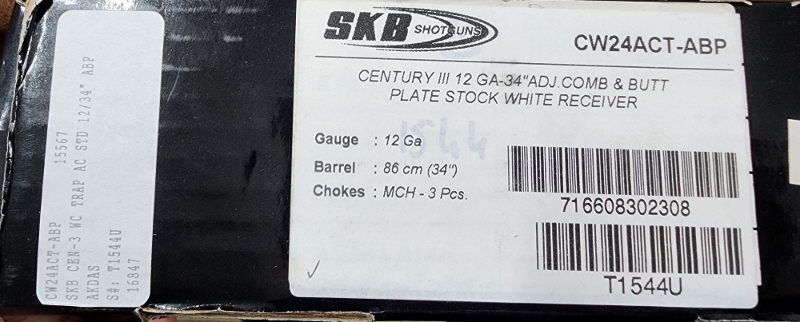 CW24ACT-ABP 15567
SKB CEN-3 WC TRAP AC STD 12/34" ABP
AKDAS
S#: T1544U
16847
SKB SHOTGUNS
CW24ACT-ABP
CENTURY III 12 GA-34"ADJ.COMB & BUTT
PLATE STOCK WHITE RECEIVER
1544
Gauge : 12 Ga
Barrel : 86 cm (34")
Chokes : MCH - 3 Pcs.
716608302308
T1544U